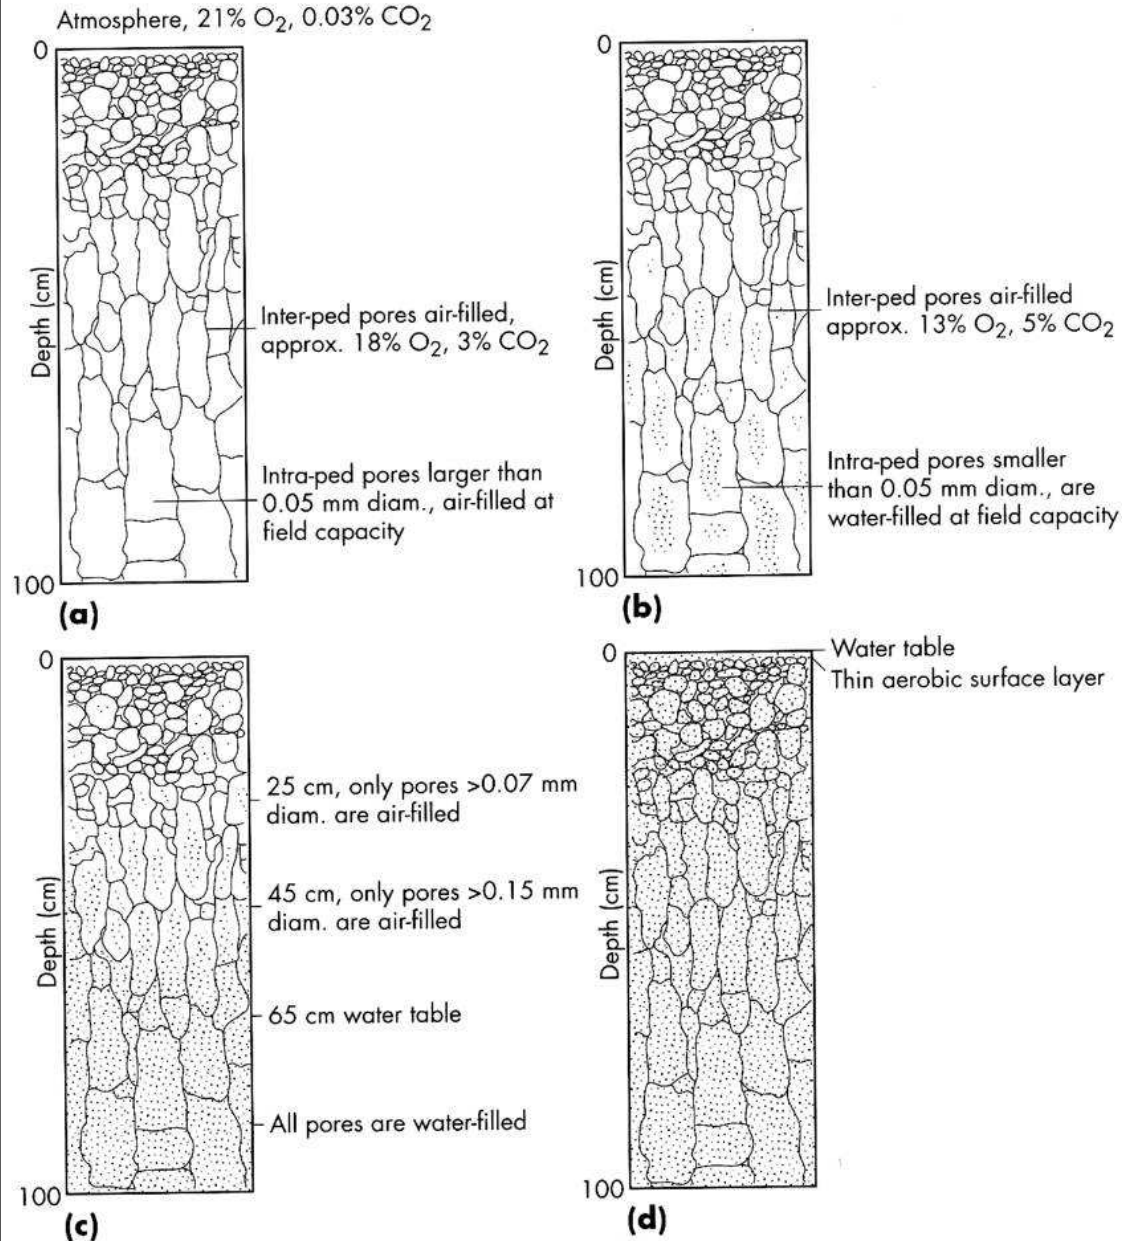 Atmosphere, 21% O₂, 0.03% CO₂
0
Depth (cm)
Inter-ped pores air-filled,
approx. 18% O₂, 3% CO₂
Intra-ped pores larger than
0.05 mm diam., air-filled at
field capacity
100
(a)
0
Depth (cm)
Inter-ped pores air-filled
approx. 13% O₂, 5% CO₂
Intra-ped pores smaller
than 0.05 mm diam., are
water-filled at field capacity
100
(b)
0
25 cm, only pores >0.07 mm
diam. are air-filled
45 cm, only pores >0.15 mm
diam. are air-filled
Depth (cm)
65 cm water table
All pores are water-filled
100
(c)
0
Water table
Thin aerobic surface layer
Depth (cm)
100
(d)